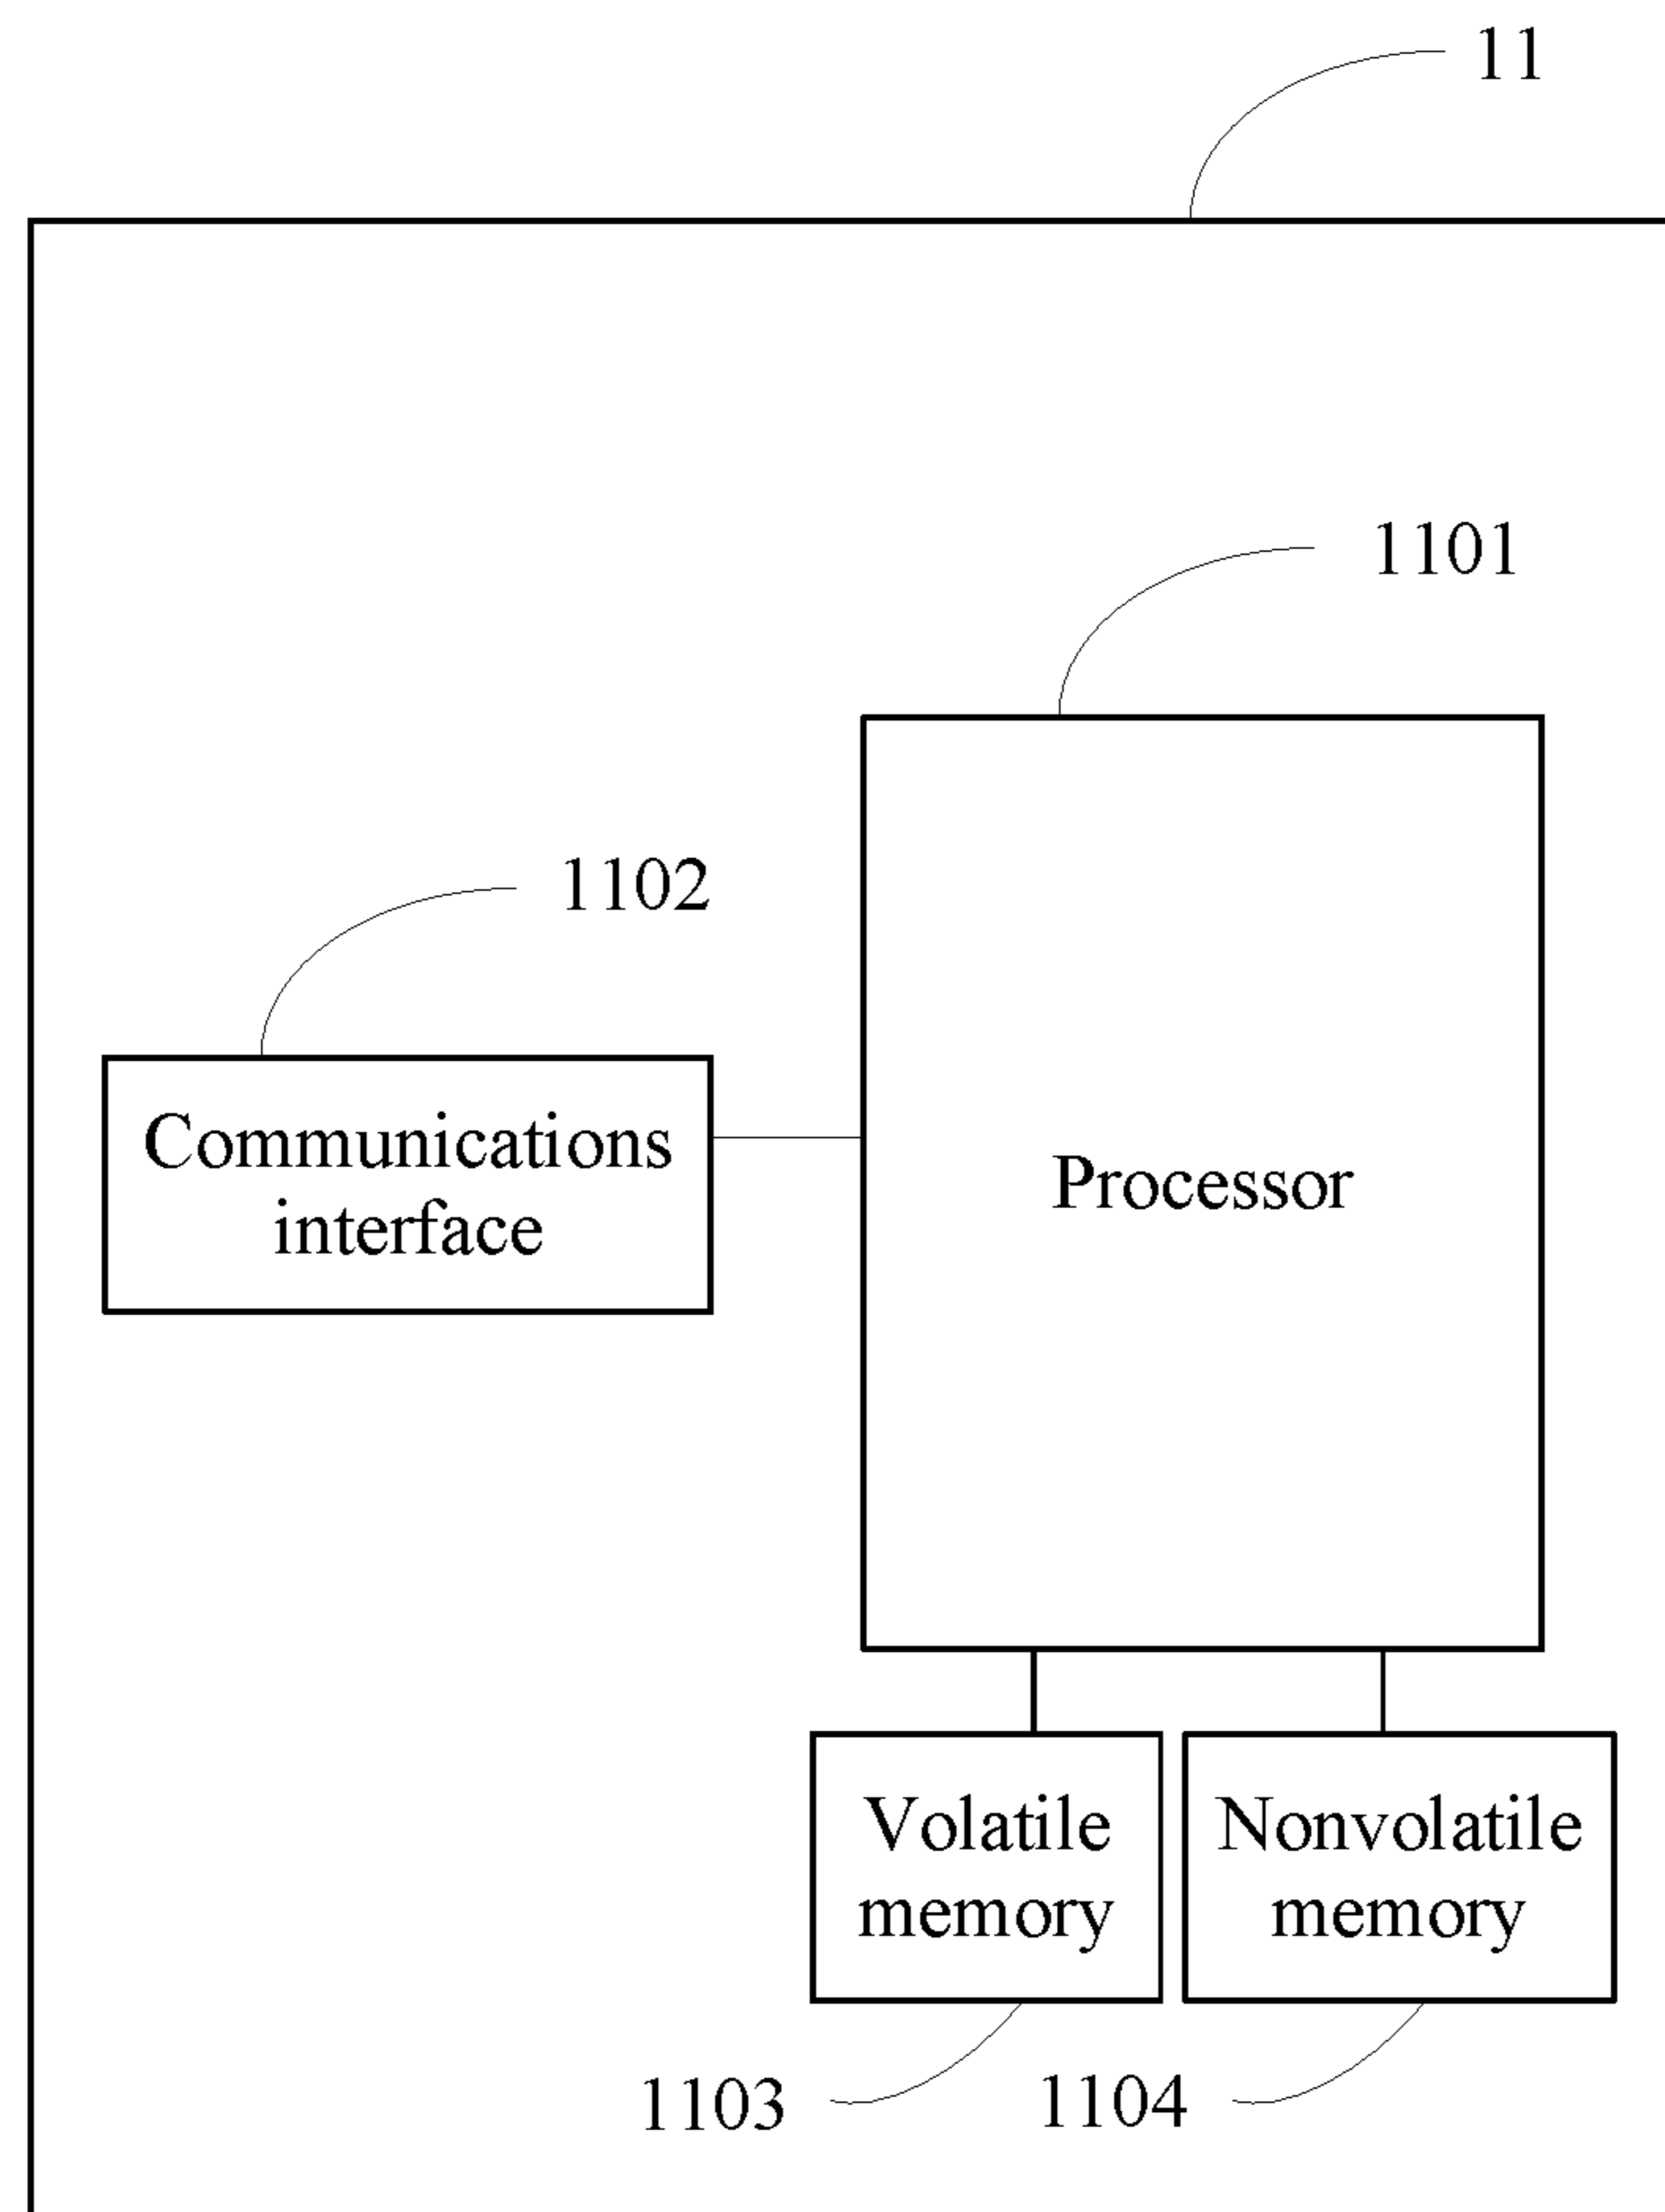 11
1101
1102
Communications
interface
Processor
Volatile
memory
Nonvolatile
memory
1103
1104